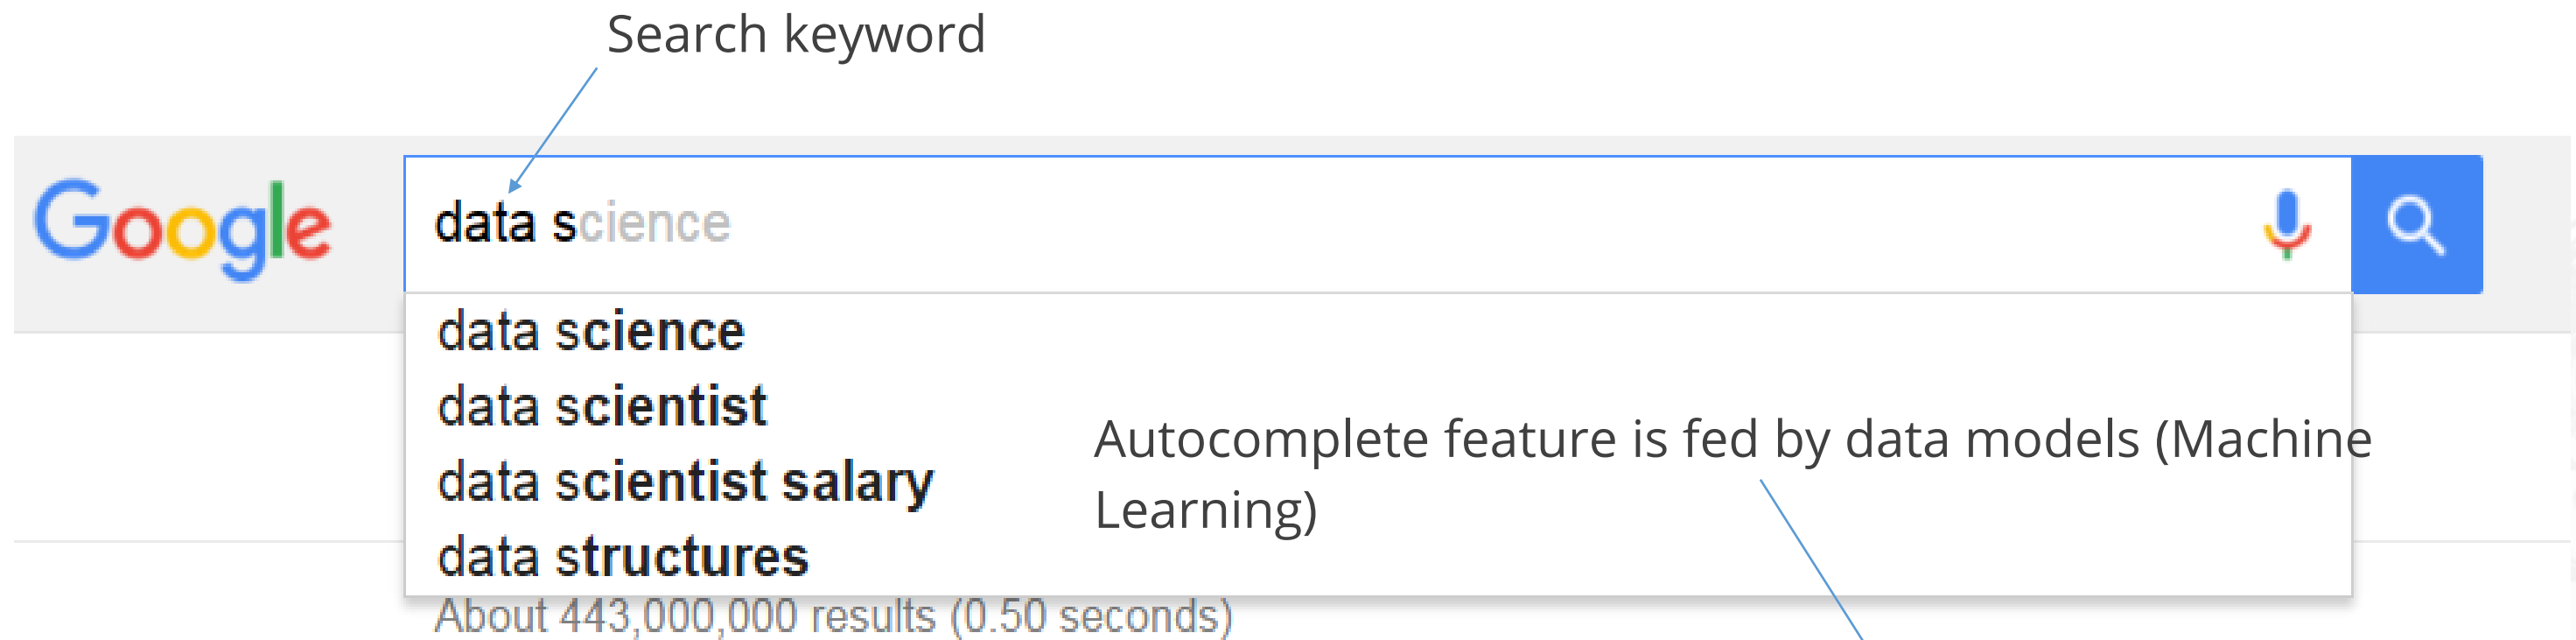 Search keyword
Google
data science
data science
data scientist
data scientist salary
data structures
Autocomplete feature is fed by data models (Machine
Learning)
About 443,000,000 results (0.50 seconds)